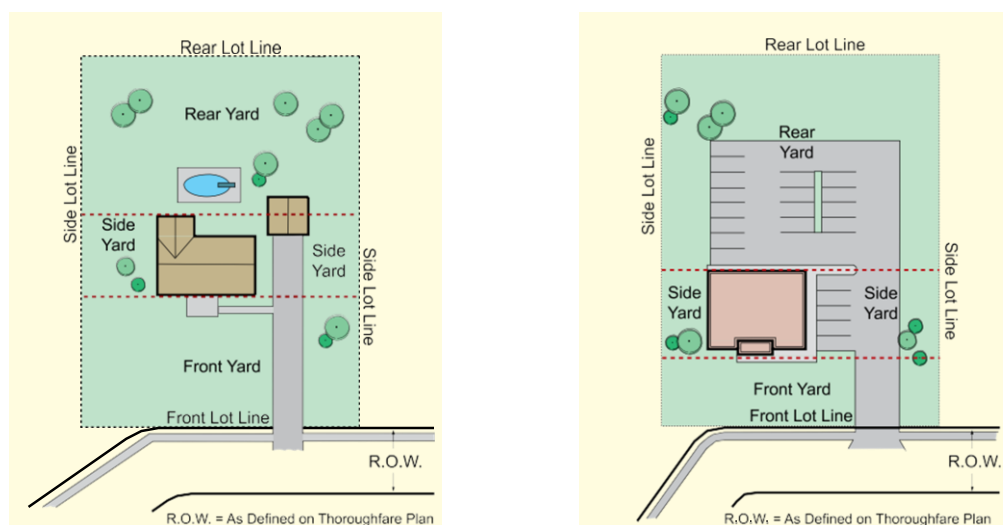 Rear Lot Line
Rear Yard
Side Lot Line
Side
Yard
Side
Yard
Side Lot Line
Front Yard
Front Lot Line
R.O.W.
R.O.W. = As Defined on Thoroughfare Plan
Rear Lot Line
Rear
Yard
Side Lot Line
Side
Yard
Side
Yard
Side Lot Line
Front Yard
Front Lot Line
R.O.W.
R.O.W. = As Defined on Thoroughfare Plan